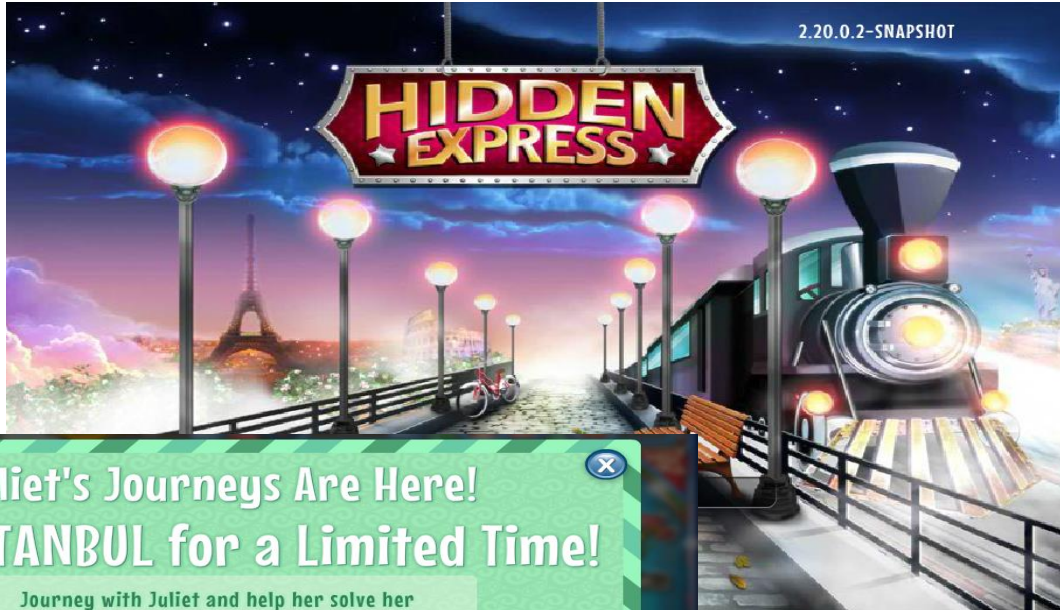 2.20.0.2-SNAPSHOT
HIDDEN
EXPRESS
Journeys Are Here!
for a Limited Time!
Journey with Juliet and help her solve her